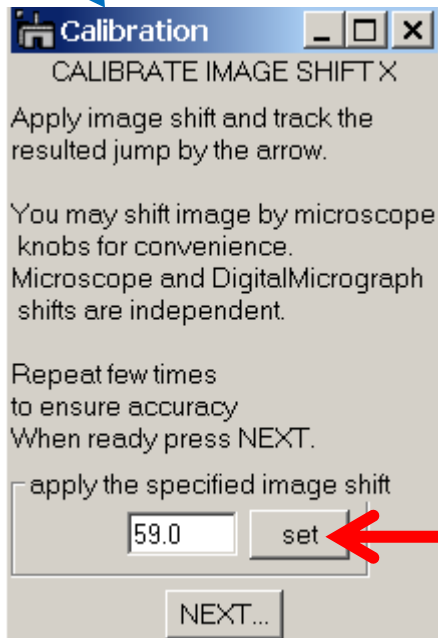 Calibration
CALIBRATE IMAGE SHIFT X
Apply image shift and track the
resulted jump by the arrow.
You may shift image by microscope
knobs for convenience.
Microscope and DigitalMicrograph
shifts are independent.
Repeat few times
to ensure accuracy
When ready press NEXT.
apply the specified image shift
59.0 set
NEXT...